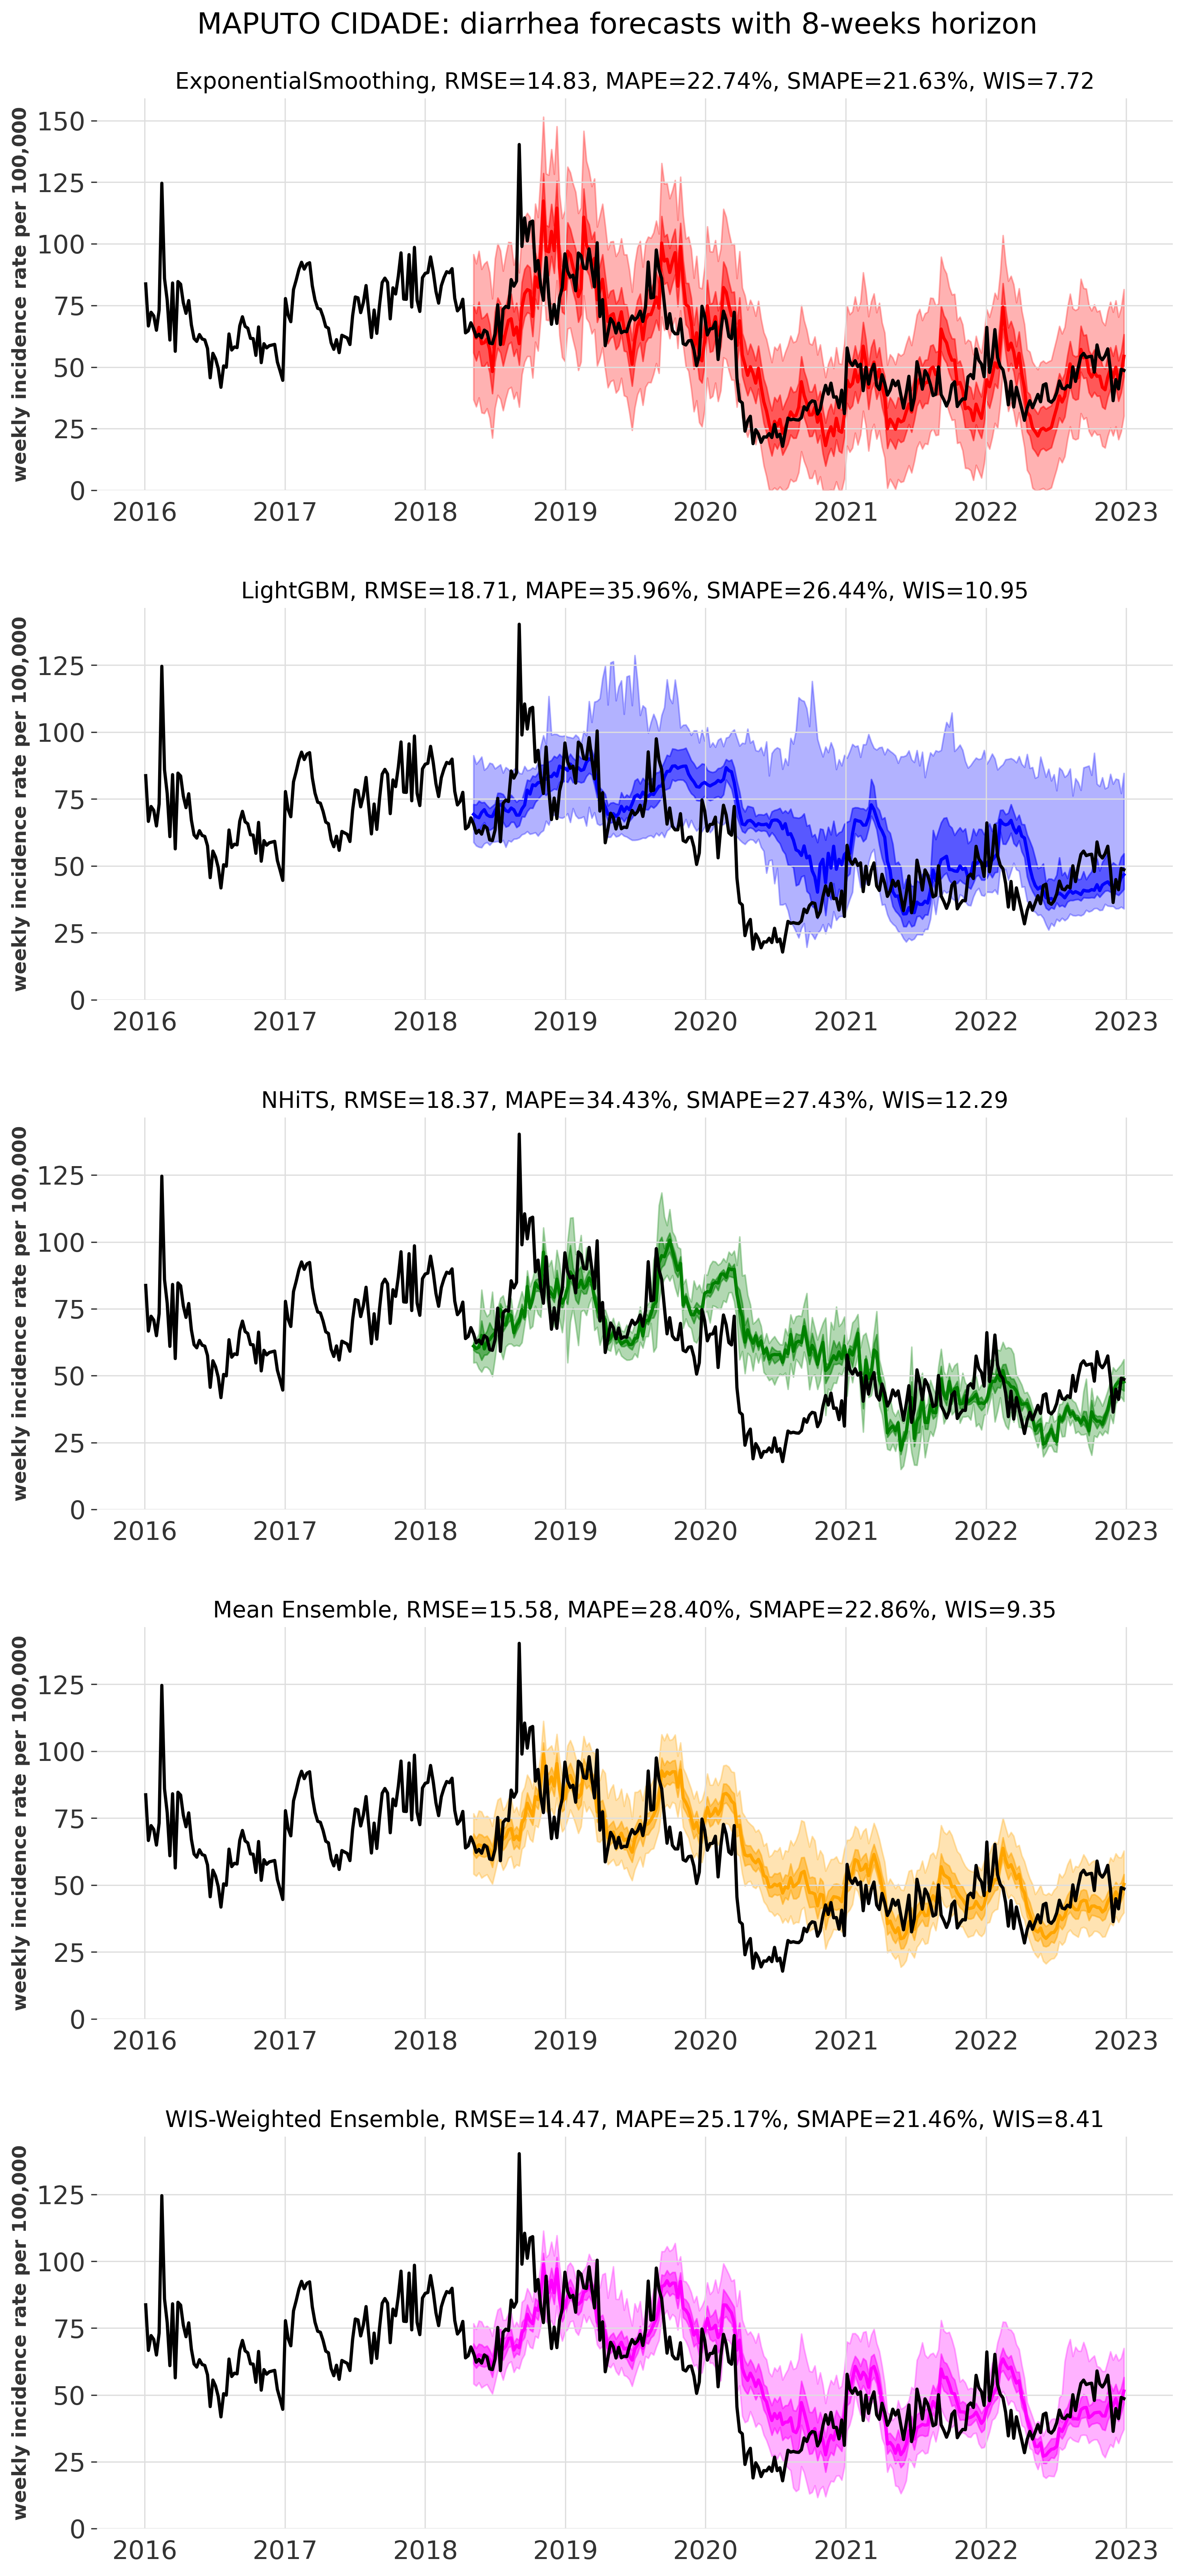 MAPUTO CIDADE: diarrhea forecasts with 8-weeks horizon
ExponentialSmoothing, RMSE=14.83, MAPE=22.74%, SMAPE=21.63%, WIS=7.72
weekly incidence rate per 100,000
150
125
100
75
50
25
0
2016 2017 2018 2019 2020 2021 2022 2023
LightGBM, RMSE=18.71, MAPE=35.96%, SMAPE=26.44%, WIS=10.95
weekly incidence rate per 100,000
125
100
75
50
25
0
2016 2017 2018 2019 2020 2021 2022 2023
NHiTS, RMSE=18.37, MAPE=34.43%, SMAPE=27.43%, WIS=12.29
weekly incidence rate per 100,000
125
100
75
50
25
0
2016 2017 2018 2019 2020 2021 2022 2023
Mean Ensemble, RMSE=15.58, MAPE=28.40%, SMAPE=22.86%, WIS=9.35
weekly incidence rate per 100,000
125
100
75
50
25
0
2016 2017 2018 2019 2020 2021 2022 2023
WIS-Weighted Ensemble, RMSE=14.47, MAPE=25.17%, SMAPE=21.46%, WIS=8.41
weekly incidence rate per 100,000
125
100
75
50
25
0
2016 2017 2018 2019 2020 2021 2022 2023